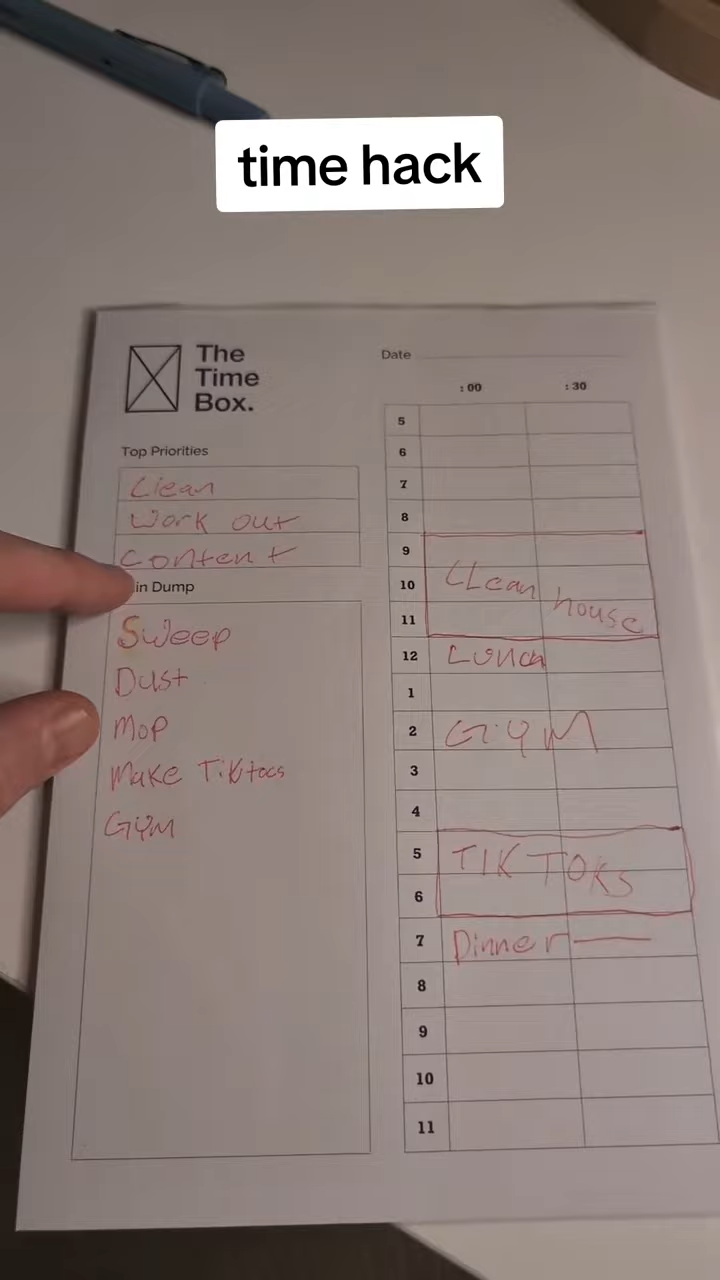 time hack
The
Time
Box.
Date
:00 :30
Top Priorities
Clean
Work out
Content
in Dump
Sweep
Dust
Mop
Make Tiktocs
Gym
5
6
7
8
9
10 CLean house
11
12 Lunch
1
2 GYM
3
4
5 TIK TOKS
6
7 Dinner
8
9
10
11